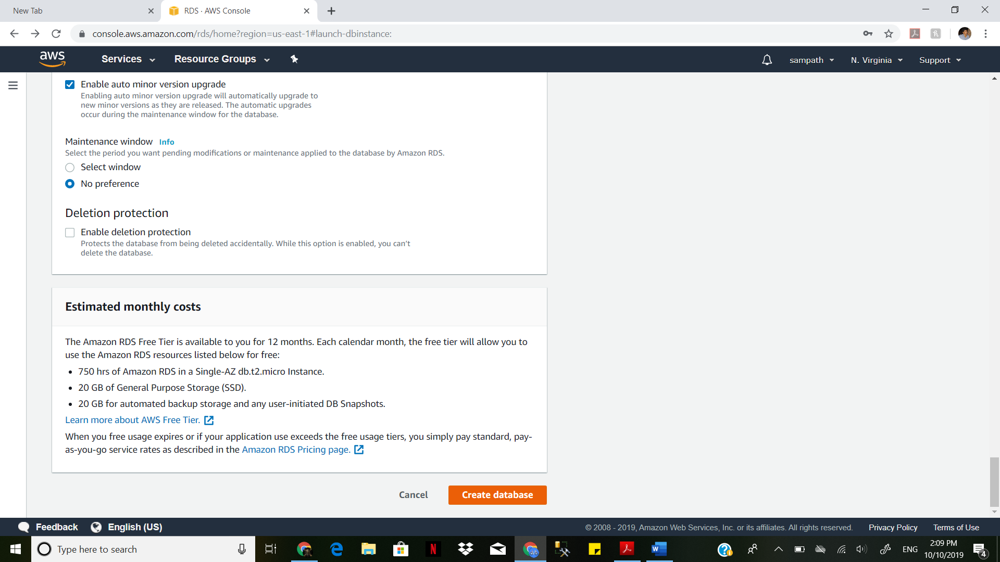 New Tab
RDS · AWS Console
console.aws.amazon.com/rds/home?region=us-east-1#launch-dbinstance:
aws
Services
Resource Groups
sampath
N. Virginia
Support
Enable auto minor version upgrade
Enabling auto minor version upgrade will automatically upgrade to
new minor versions as they are released. The automatic upgrades
occur during the maintenance window for the database.
Maintenance window Info
Select the period you want pending modifications or maintenance applied to the database by Amazon RDS.
Select window
No preference
Deletion protection
Enable deletion protection
Protects the database from being deleted accidentally. While this option is enabled, you can’t
delete the database.
Estimated monthly costs
The Amazon RDS Free Tier is available to you for 12 months. Each calendar month, the free tier will allow you to
use the Amazon RDS resources listed below for free:
• 750 hrs of Amazon RDS in a Single-AZ db.t2.micro Instance.
• 20 GB of General Purpose Storage (SSD).
• 20 GB for automated backup storage and any user-initiated DB Snapshots.
Learn more about AWS Free Tier.
When you free usage expires or if your application use exceeds the free usage tiers, you simply pay standard, pay-
as-you-go service rates as described in the Amazon RDS Pricing page.
Cancel
Create database
Feedback
English (US)
© 2008 - 2019, Amazon Web Services, Inc. or its affiliates. All rights reserved.
Privacy Policy
Terms of Use
Type here to search
ENG
2:09 PM
10/10/2019
4